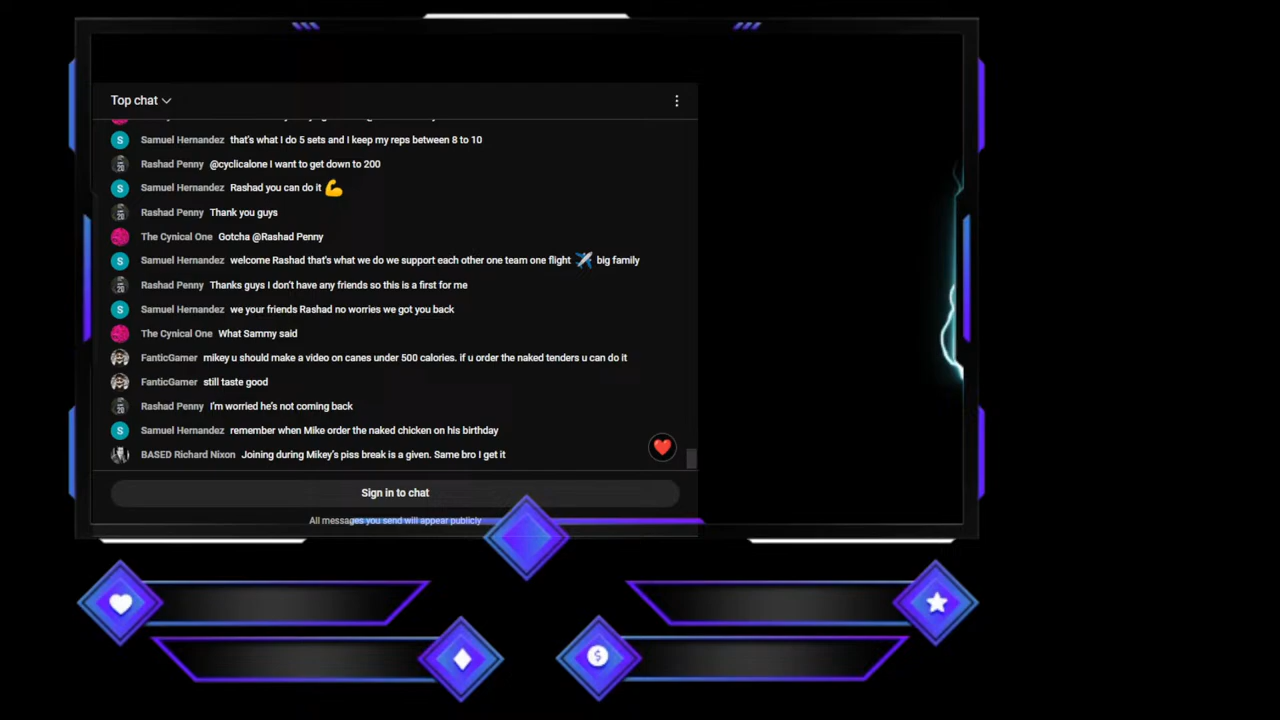 Top chat
Samuel Hernandez that's what I do 5 sets and I keep my reps between 8 to 10
Rashad Penny @cyclicalone I want to get down to 200
Samuel Hernandez Rashad you can do it 💪
Rashad Penny Thank you guys
The Cynical One Gotcha @Rashad Penny
Samuel Hernandez welcome Rashad that's what we do we support each other one team one flight ✈️ big family
Rashad Penny Thanks guys I don't have any friends so this is a first for me
Samuel Hernandez we your friends Rashad no worries we got you back
The Cynical One What Sammy said
FanticGamer mikey u should make a video on canes under 500 calories. if u order the naked tenders u can do it
FanticGamer still taste good
Rashad Penny I'm worried he's not coming back
Samuel Hernandez remember when Mike order the naked chicken on his birthday
BASED Richard Nixon Joining during Mikey's piss break is a given. Same bro I get it
Sign in to chat
All messages you send will appear publicly